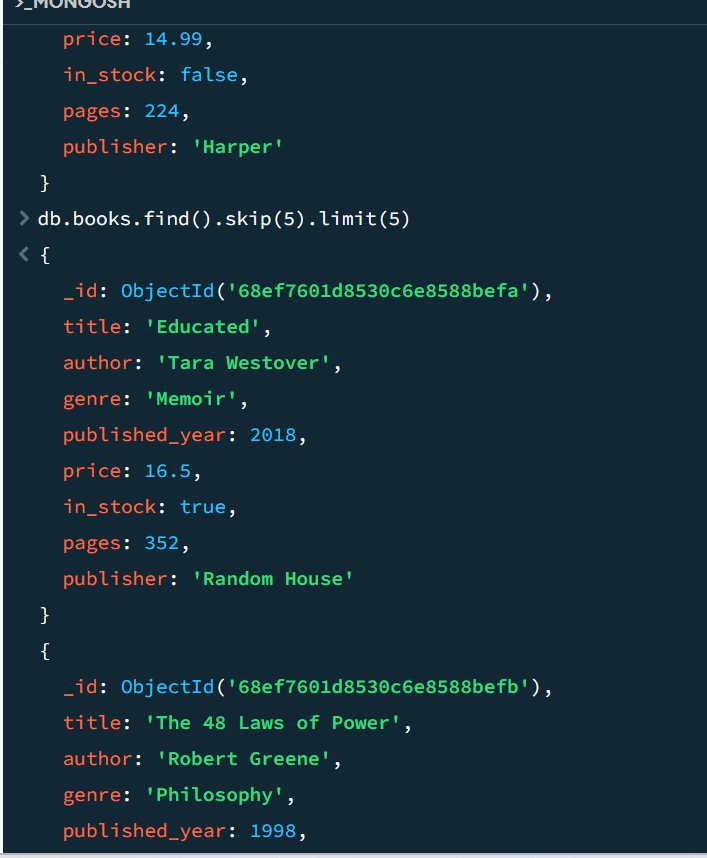 >_MONGOSH
price: 14.99,
in_stock: false,
pages: 224,
publisher: 'Harper'
}
> db.books.find().skip(5).limit(5)
< {
_id: ObjectId('68ef7601d8530c6e8588befa'),
title: 'Educated',
author: 'Tara Westover',
genre: 'Memoir',
published_year: 2018,
price: 16.5,
in_stock: true,
pages: 352,
publisher: 'Random House'
}
{
_id: ObjectId('68ef7601d8530c6e8588befb'),
title: 'The 48 Laws of Power',
author: 'Robert Greene',
genre: 'Philosophy',
published_year: 1998,